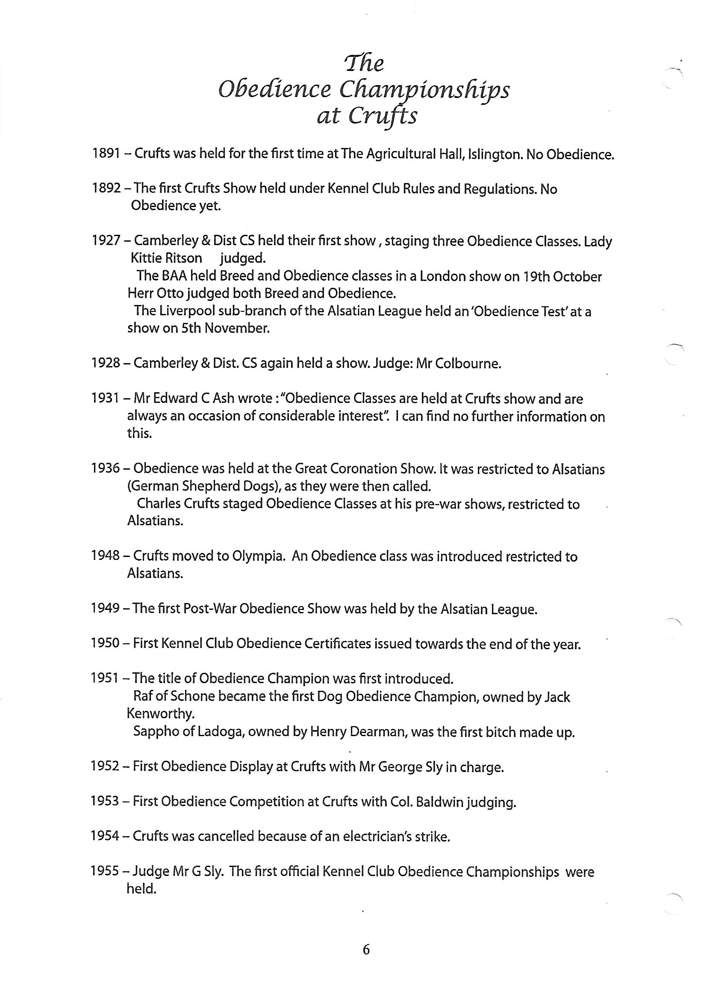 The
Obedience Championships
at Crufts
1891 – Crufts was held for the first time at The Agricultural Hall, Islington. No Obedience.
1892 – The first Crufts Show held under Kennel Club Rules and Regulations. No
Obedience yet.
1927 – Camberley & Dist CS held their first show , staging three Obedience Classes. Lady
Kittie Ritson judged.
The BAA held Breed and Obedience classes in a London show on 19th October
Herr Otto judged both Breed and Obedience.
The Liverpool sub-branch of the Alsatian League held an ‘Obedience Test’ at a
show on 5th November.
1928 – Camberley & Dist. CS again held a show. Judge: Mr Colbourne.
1931 – Mr Edward C Ash wrote : “Obedience Classes are held at Crufts show and are
always an occasion of considerable interest”. I can find no further information on
this.
1936 – Obedience was held at the Great Coronation Show. It was restricted to Alsatians
(German Shepherd Dogs), as they were then called.
Charles Crufts staged Obedience Classes at his pre-war shows, restricted to
Alsatians.
1948 – Crufts moved to Olympia. An Obedience class was introduced restricted to
Alsatians.
1949 – The first Post-War Obedience Show was held by the Alsatian League.
1950 – First Kennel Club Obedience Certificates issued towards the end of the year.
1951 – The title of Obedience Champion was first introduced.
Raf of Schone became the first Dog Obedience Champion, owned by Jack
Kenworthy.
Sappho of Ladoga, owned by Henry Dearman, was the first bitch made up.
1952 – First Obedience Display at Crufts with Mr George Sly in charge.
1953 – First Obedience Competition at Crufts with Col. Baldwin judging.
1954 – Crufts was cancelled because of an electrician’s strike.
1955 – Judge Mr G Sly. The first official Kennel Club Obedience Championships were
held.
6